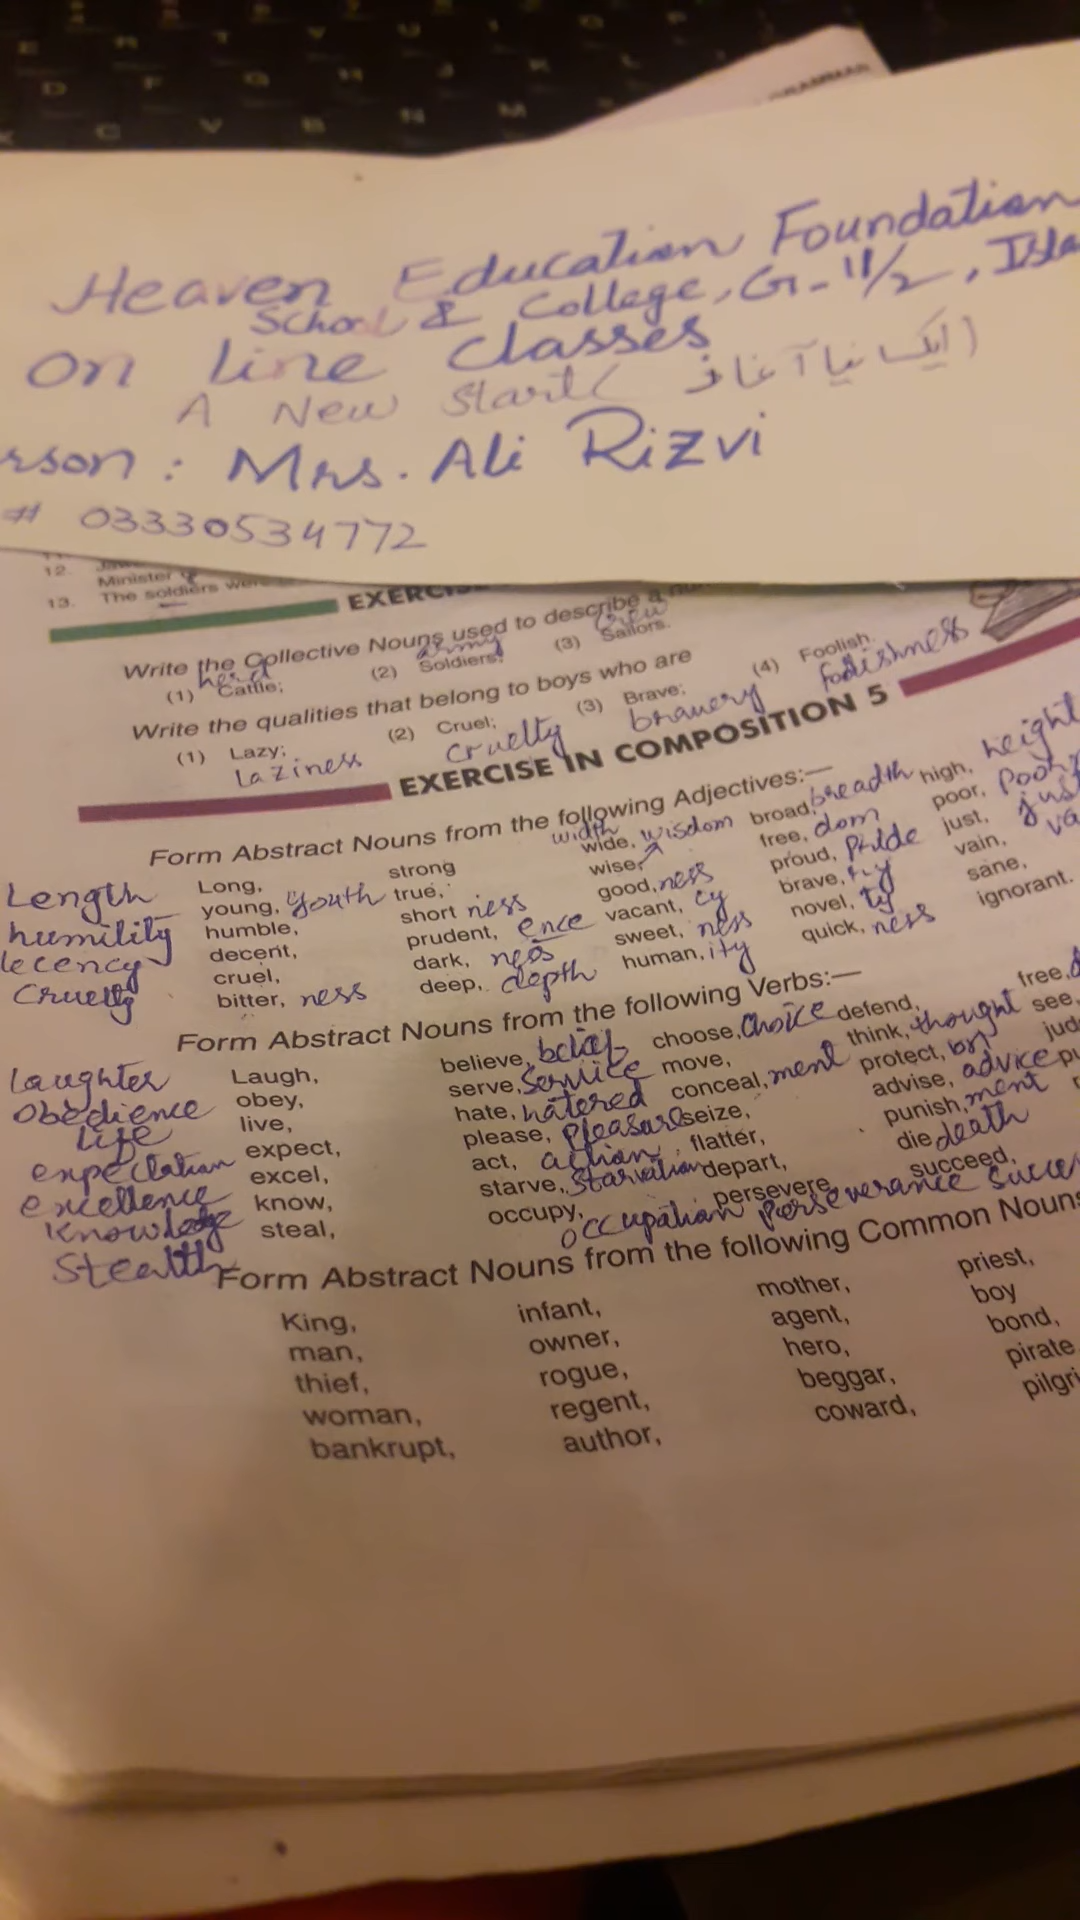 GRAMMAR
Heaven Education Foundation
School & College, G-11/2,
On line Classes
A New Start (ایک نیا آغاز)
: Mrs. Ali Rizvi
# 03330534772
12.
Minister
13. The soldiers were
EXERCISE
Write the Collective Nouns used to describe a
herd army crew
(1) Cattle; (2) Soldiers; (3) Sailors.
Write the qualities that belong to boys who are
(1) Lazy; (2) Cruel; (3) Brave; (4) Foolish.
laziness cruelty bravery foolishness
EXERCISE IN COMPOSITION 5
Form Abstract Nouns from the following Adjectives:—
Length Long, strong width wide, wisdom broad, breadth high, height
young, youth true, wise, free, dom poor,
humility humble, short ness good, ness proud, pride just,
decent, prudent, ence vacant, cy brave, vain,
Cruelty cruel, dark, ness sweet, ness novel, ty sane,
bitter, ness deep, depth human, ity quick, ness ignorant.
Form Abstract Nouns from the following Verbs:—
Laughter Laugh, believe, belief choose, choice defend, free,
obedience obey, serve, service move, think, thought see,
Life live, hate, hatered conceal, ment protect, on
expectation expect, please, seize, advise, advice
excellence excel, act, action flatter, punish, ment
Knowledge know, starve, starvation depart, die death
Stealth steal, occupy, occupation persevere perseverance succeed,
Form Abstract Nouns from the following Common Nouns
King, infant, mother, priest,
man, owner, agent, boy
thief, rogue, hero, bond,
woman, regent, beggar, pirate
bankrupt, author, coward,